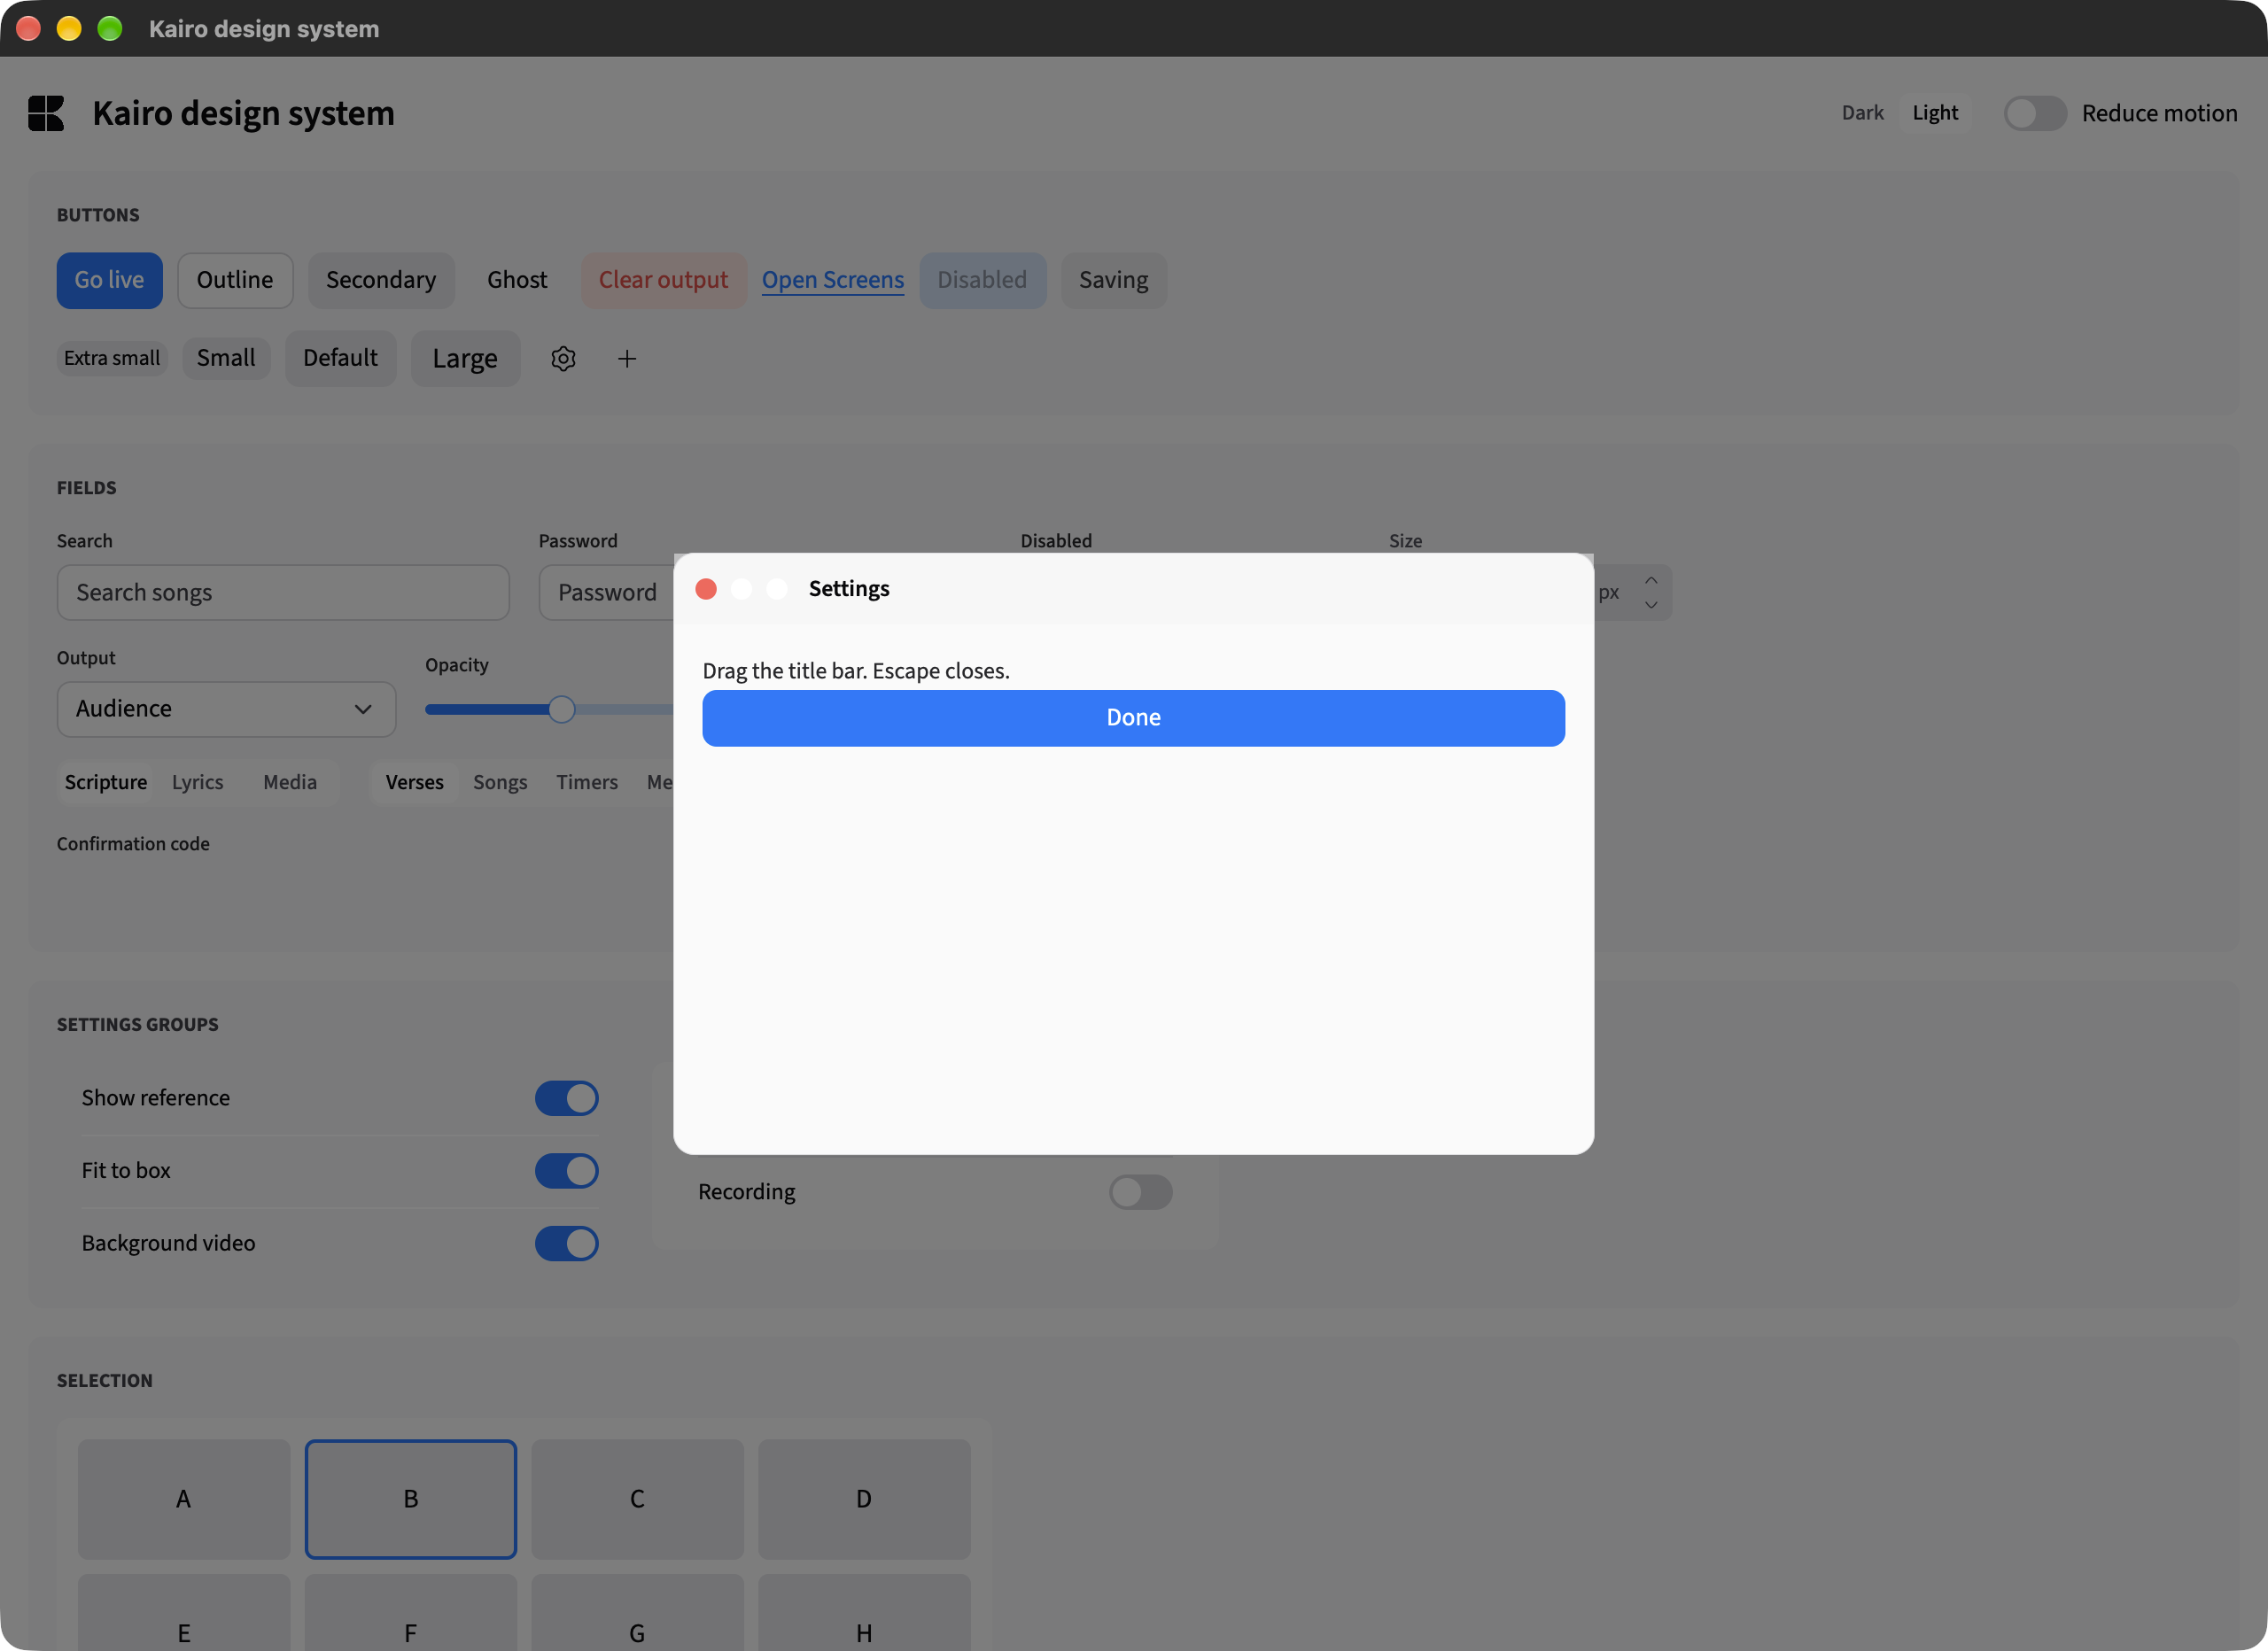 Kairo design system
Kairo design system
Dark Light Reduce motion
BUTTONS
Go live Outline Secondary Ghost Clear output Open Screens Disabled Saving
Extra small Small Default Large
FIELDS
Search Password Disabled Size
Search songs Password px
Settings
Drag the title bar. Escape closes.
Done
Output Opacity
Audience
Scripture Lyrics Media Verses Songs Timers Me
Confirmation code
SETTINGS GROUPS
Show reference
Fit to box
Recording
Background video
SELECTION
A B C D
E F G H